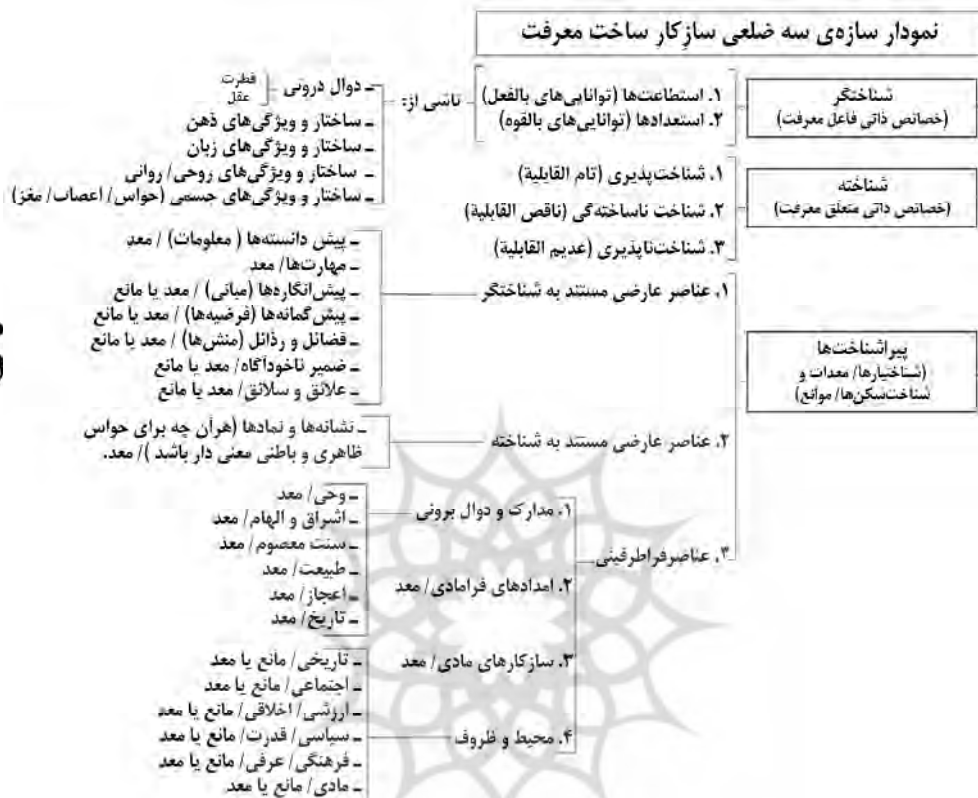 نمودار سازه‌ی سه ضلعی سازِکار ساخت معرفت
شناختگر
(خصائص ذاتی فاعل معرفت)
۱. استطاعت‌ها (توانایی‌های بالفعل)
۲. استعدادها (توانایی‌های بالقوه)
ناشی از:
ـ دوال درونی
فطرت
عقل
ـ ساختار و ویژگی‌های ذهن
ـ ساختار و ویژگی‌های زبان
ـ ساختار و ویژگی‌های روحی/ روانی
ـ ساختار و ویژگی‌های جسمی (حواس/ اعصاب/ مغز)
شناخته
(خصائص ذاتی متعلق معرفت)
۱. شناخت‌پذیری (تام القابلیة)
۲. شناخت ناساخته‌گی (ناقص القابلیة)
۳. شناخت‌ناپذیری (عدیم القابلیة)
پیراشناخت‌ها
(شناختیارها/ معدات و
شناخت‌شکن‌ها/ موانع)
۱. عناصر عارضی مستند به شناختگر
ـ پیش دانسته‌ها ( معلومات) / معد
ـ مهارت‌ها/ معد
ـ پیش‌انگاره‌ها (مبانی) / معد یا مانع
ـ پیش‌گمانه‌ها (فرضیه‌ها) / معد یا مانع
ـ فضائل و رذائل (منش‌ها) / معد یا مانع
ـ ضمیر ناخودآگاه/ معد یا مانع
ـ علائق و سلائق/ معد یا مانع
۲. عناصر عارضی مستند به شناخته
ـ نشانه‌ها و نمادها (هرآن چه برای حواس
ظاهری و باطنی معنی دار باشد )/ معد.
۳. عناصرفراطرفینی
۱. مدارک و دوال برونی
ـ وحی/ معد
ـ اشراق و الهام/ معد
ـ سنت معصوم/ معد
ـ طبیعت/ معد
ـ اعجاز/ معد
ـ تاریخ/ معد
۲. امدادهای فرامادی/ معد
۳. سازکارهای مادی/ معد
۴. محیط و ظروف
ـ تاریخی/ مانع یا معد
ـ اجتماعی/ مانع یا معد
ـ ارزشی/ اخلاقی/ مانع یا معد
ـ سیاسی/ قدرت/ مانع یا معد
ـ فرهنگی/ عرفی/ مانع یا معد
ـ مادی/ مانع یا معد